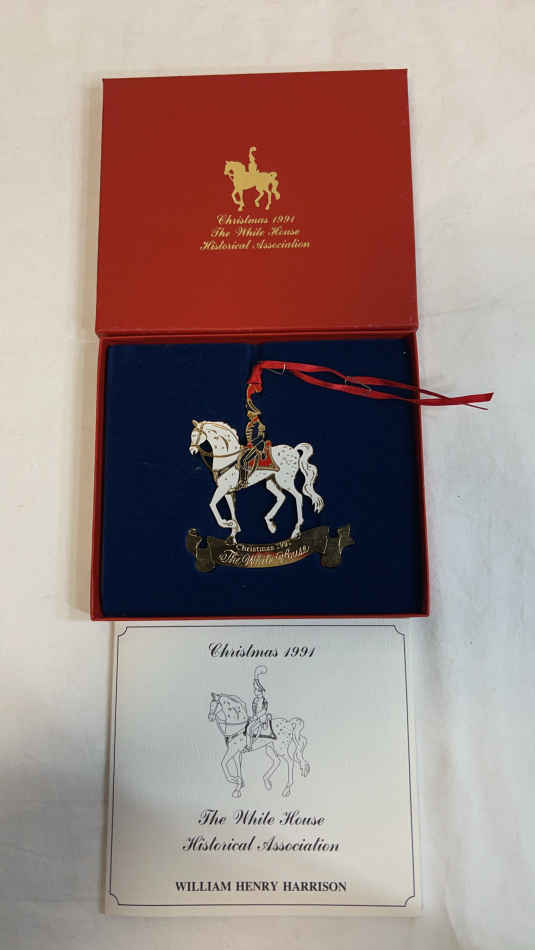 Christmas 1991
The White House
Historical Association
Christmas 1991
The White House
Christmas 1991
The White House
Historical Association
WILLIAM HENRY HARRISON